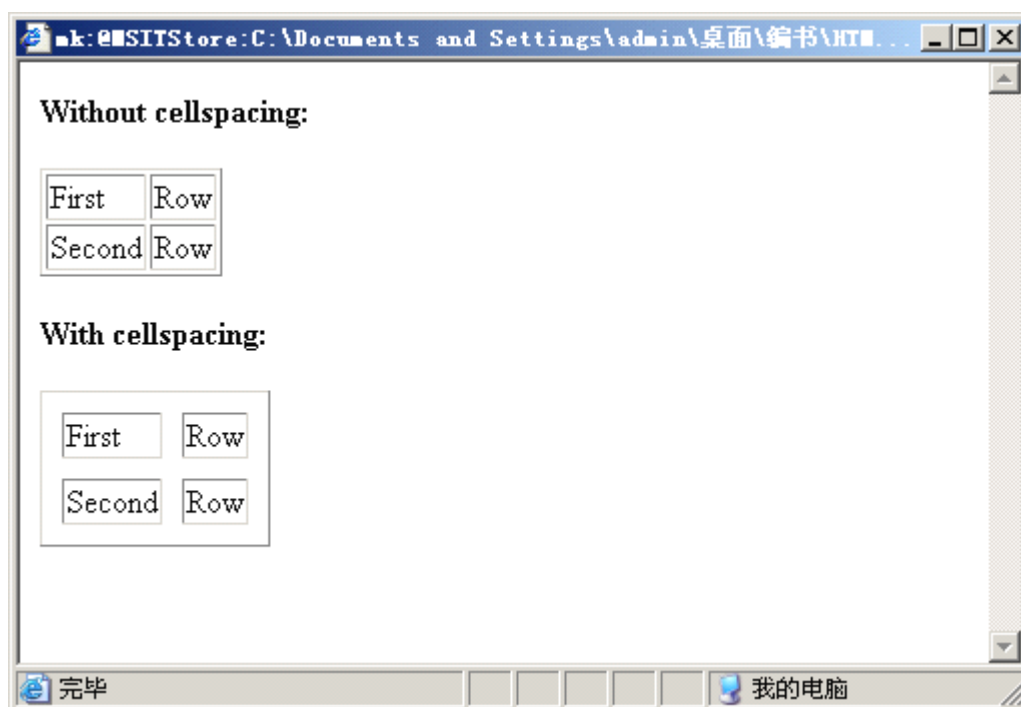 mk:@MSITStore:C:\Documents and Settings\admin\桌面\编书\HTM...
Without cellspacing:
First Row
Second Row
With cellspacing:
First Row
Second Row
完毕 我的电脑